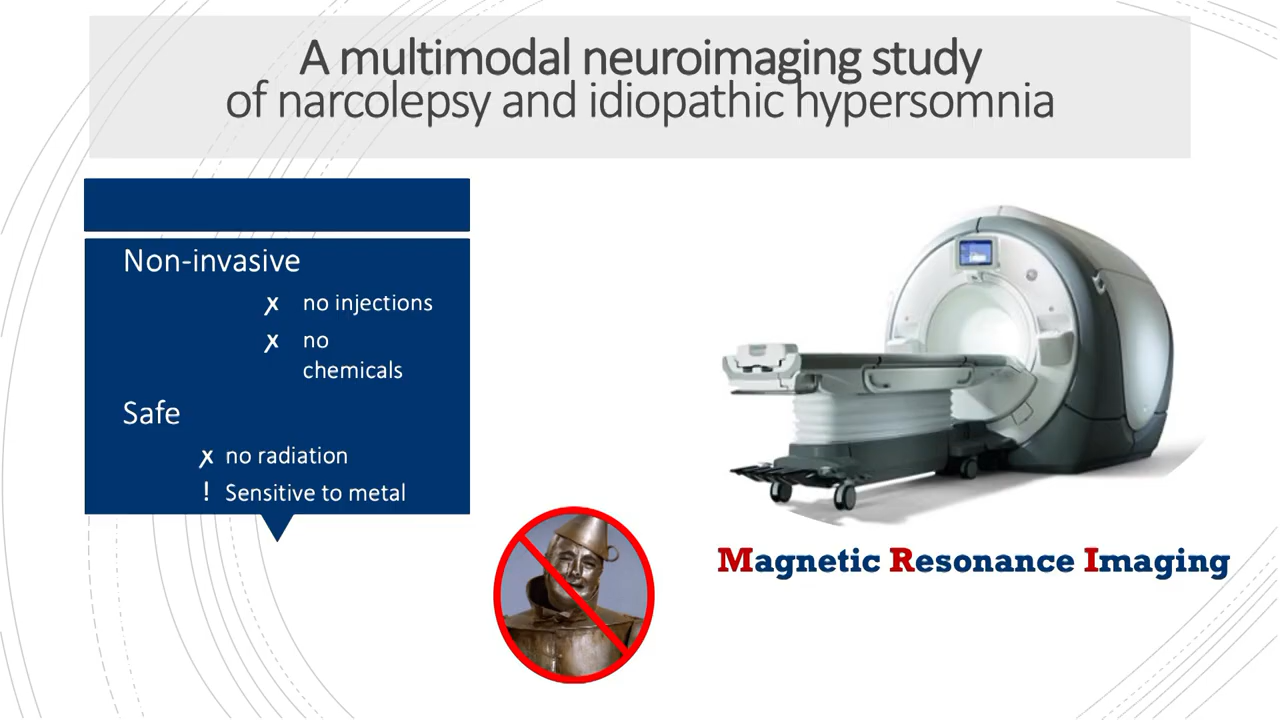 A multimodal neuroimaging study
of narcolepsy and idiopathic hypersomnia
Non-invasive
x no injections
x no
chemicals
Safe
x no radiation
! Sensitive to metal
Magnetic Resonance Imaging